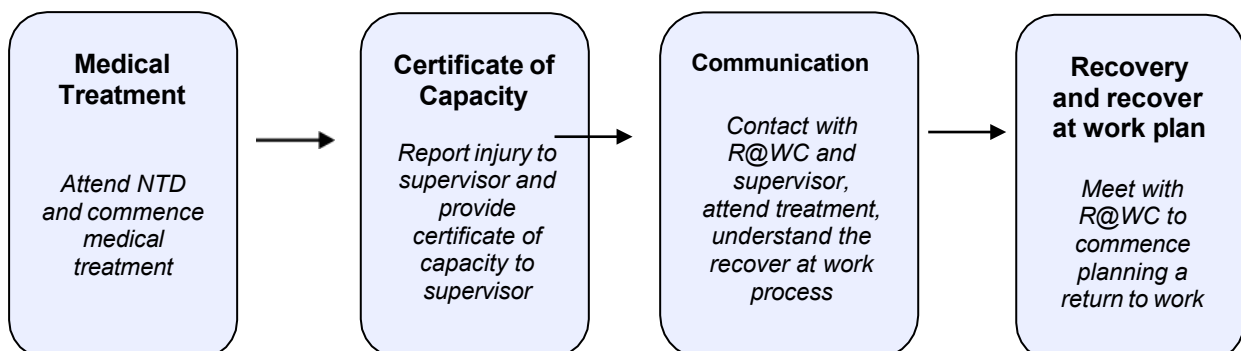 Medical
Treatment
Attend NTD
and commence
medical
treatment
Certificate of
Capacity
Report injury to
supervisor and
provide
certificate of
capacity to
supervisor
Communication
Contact with
R@WC and
supervisor,
attend treatment,
understand the
recover at work
process
Recovery
and recover
at work plan
Meet with
R@WC to
commence
planning a
return to work